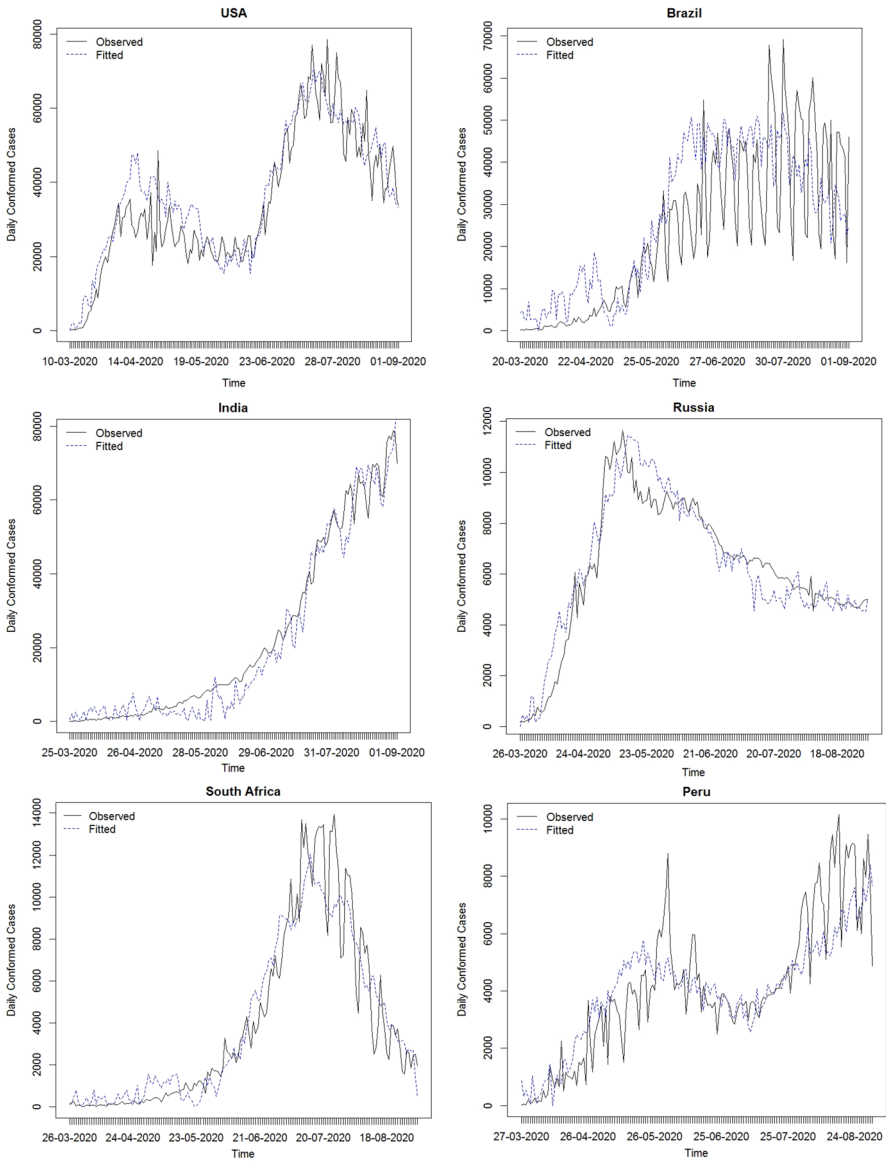 USA
Observed
Fitted
Daily Conformed Cases
0
20000
40000
60000
80000
10-03-2020 14-04-2020 19-05-2020 23-06-2020 28-07-2020 01-09-2020
Time
Brazil
Observed
Fitted
Daily Conformed Cases
0
10000
20000
30000
40000
50000
60000
70000
20-03-2020 22-04-2020 25-05-2020 27-06-2020 30-07-2020 01-09-2020
Time
India
Observed
Fitted
Daily Conformed Cases
0
20000
40000
60000
80000
25-03-2020 26-04-2020 28-05-2020 29-06-2020 31-07-2020 01-09-2020
Time
Russia
Observed
Fitted
Daily Conformed Cases
0
2000
4000
6000
8000
10000
12000
26-03-2020 24-04-2020 23-05-2020 21-06-2020 20-07-2020 18-08-2020
Time
South Africa
Observed
Fitted
Daily Conformed Cases
0
2000
4000
6000
8000
10000
12000
14000
26-03-2020 24-04-2020 23-05-2020 21-06-2020 20-07-2020 18-08-2020
Time
Peru
Observed
Fitted
Daily Conformed Cases
0
2000
4000
6000
8000
10000
27-03-2020 26-04-2020 26-05-2020 25-06-2020 25-07-2020 24-08-2020
Time